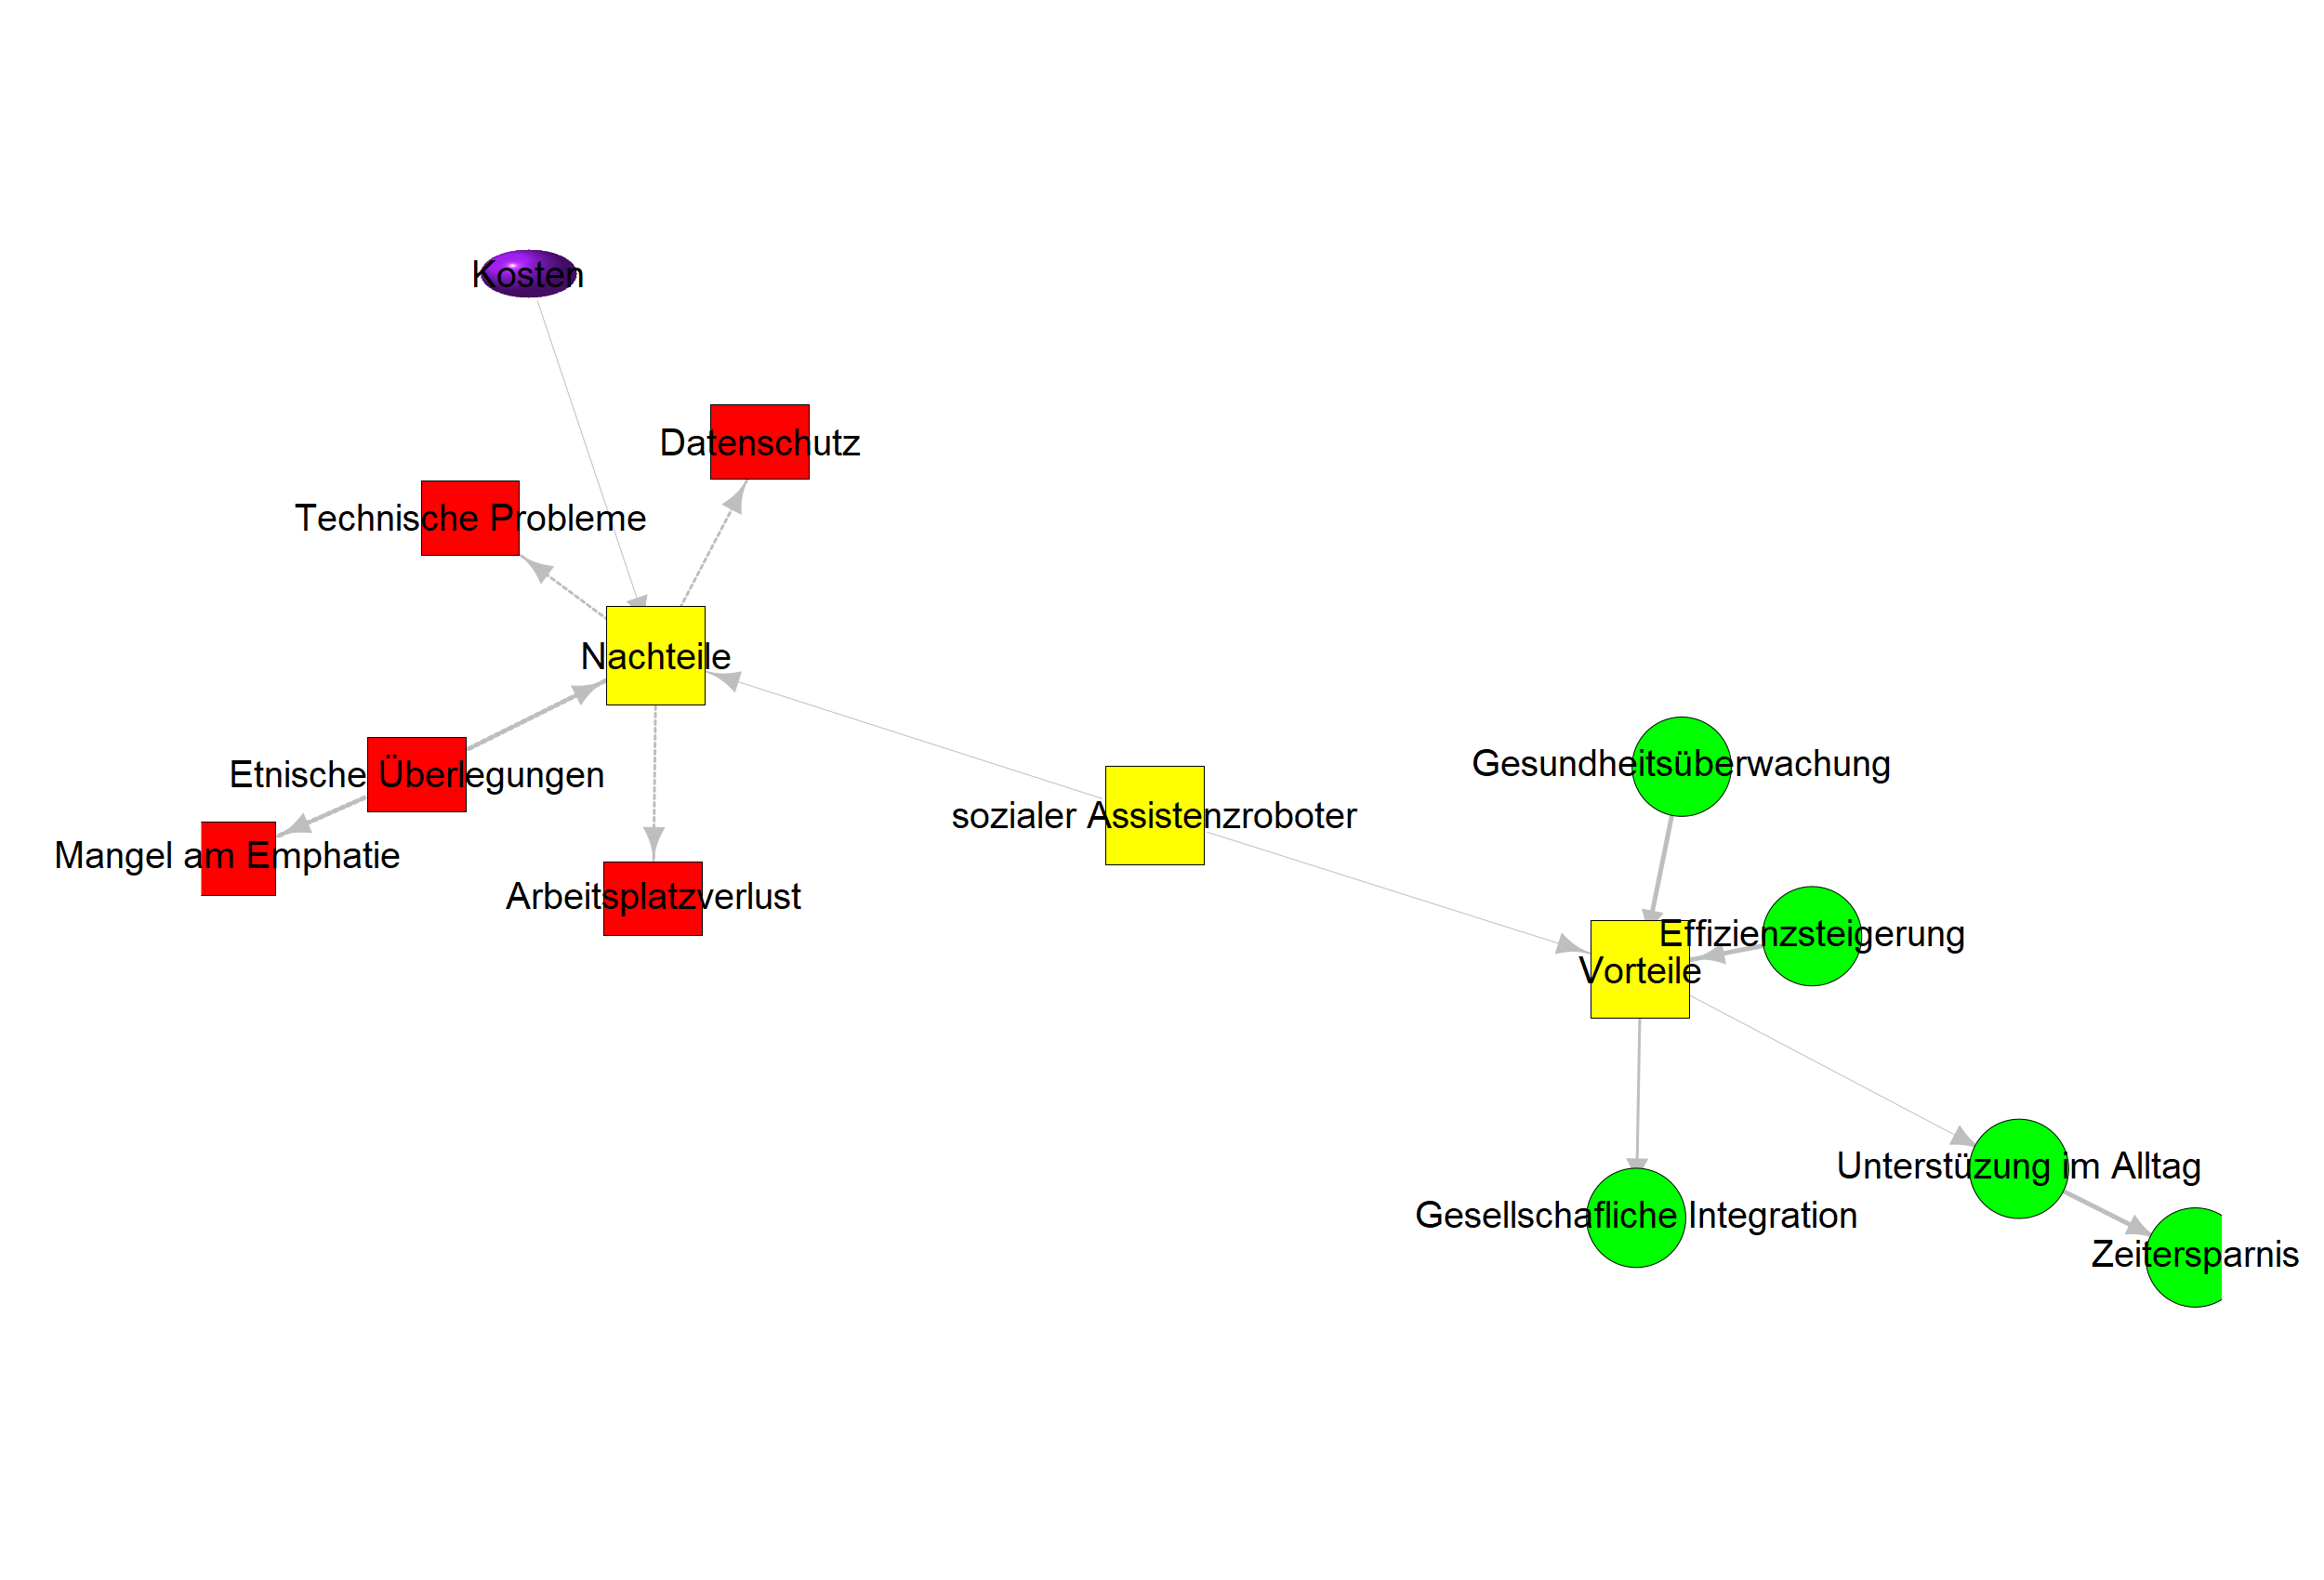 Kosten
Datenschutz
Technische Probleme
Nachteile
Etnische Überlegungen
Gesundheitsüberwachung
sozialer Assistenzroboter
Mangel am Emphatie
Arbeitsplatzverlust
Effizienzsteigerung
Vorteile
Unterstüzung im Alltag
Gesellschafliche Integration
Zeitersparnis